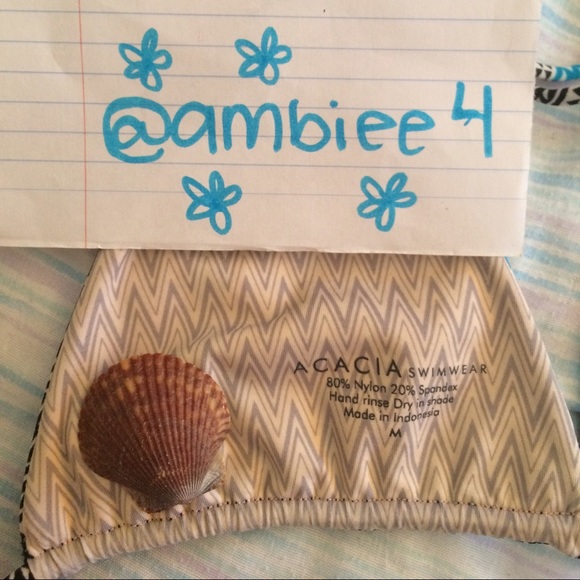 @ambiee4
ACACIA SWIMWEAR
80% Nylon 20% Spandex
Hand rinse Dry in shade
Made in Indonesia
M